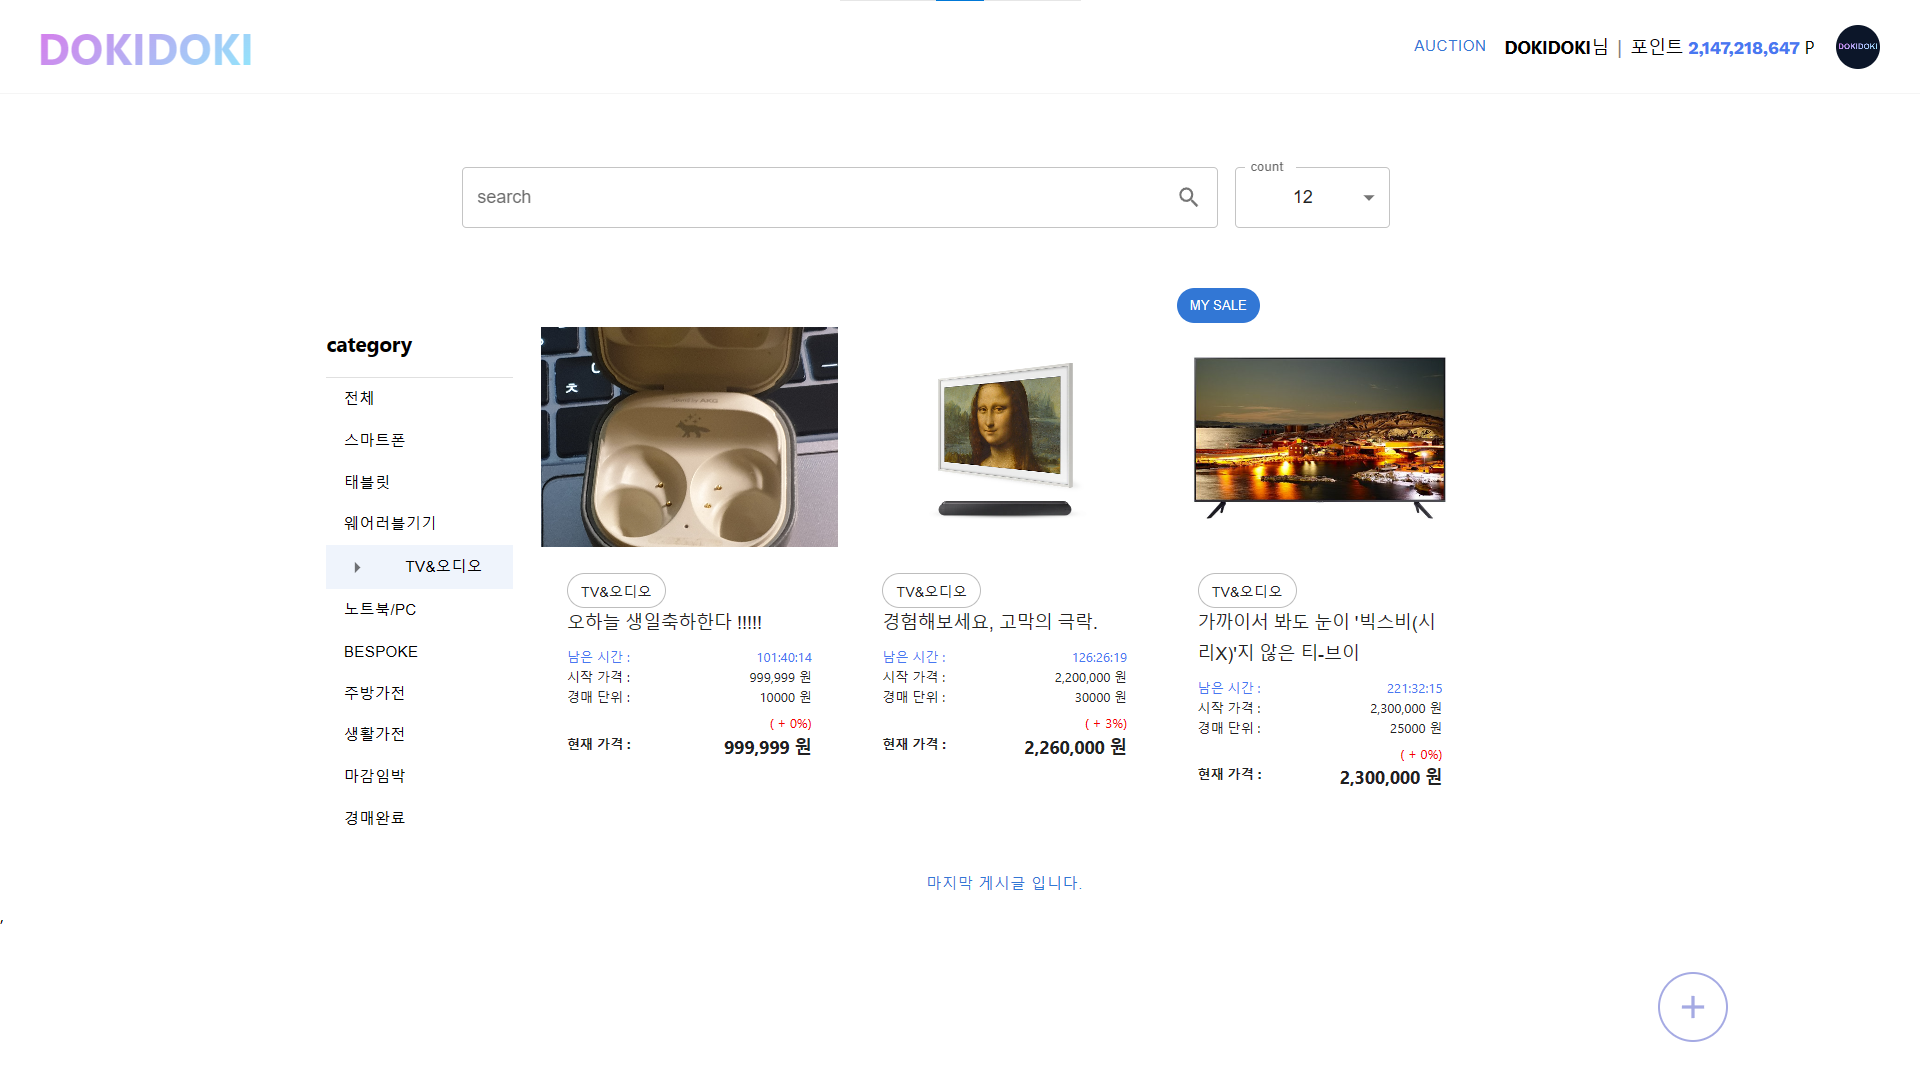 DOKIDOKI
AUCTION DOKIDOKI님 | 포인트 2,147,218,647 P
DOKIDOKI
search
count
12
MY SALE
category
전체
스마트폰
태블릿
웨어러블기기
TV&오디오
노트북/PC
BESPOKE
주방가전
생활가전
마감임박
경매완료
TV&오디오
오하늘 생일축하한다 !!!!!
남은 시간 : 101:40:14
시작 가격 : 999,999 원
경매 단위 : 10000 원
( + 0%)
현재 가격 : 999,999 원
TV&오디오
경험해보세요, 고막의 극락.
남은 시간 : 126:26:19
시작 가격 : 2,200,000 원
경매 단위 : 30000 원
( + 3%)
현재 가격 : 2,260,000 원
TV&오디오
가까이서 봐도 눈이 '빅스비(시
리X)'지 않은 티-브이
남은 시간 : 221:32:15
시작 가격 : 2,300,000 원
경매 단위 : 25000 원
( + 0%)
현재 가격 : 2,300,000 원
마지막 게시글 입니다.
,